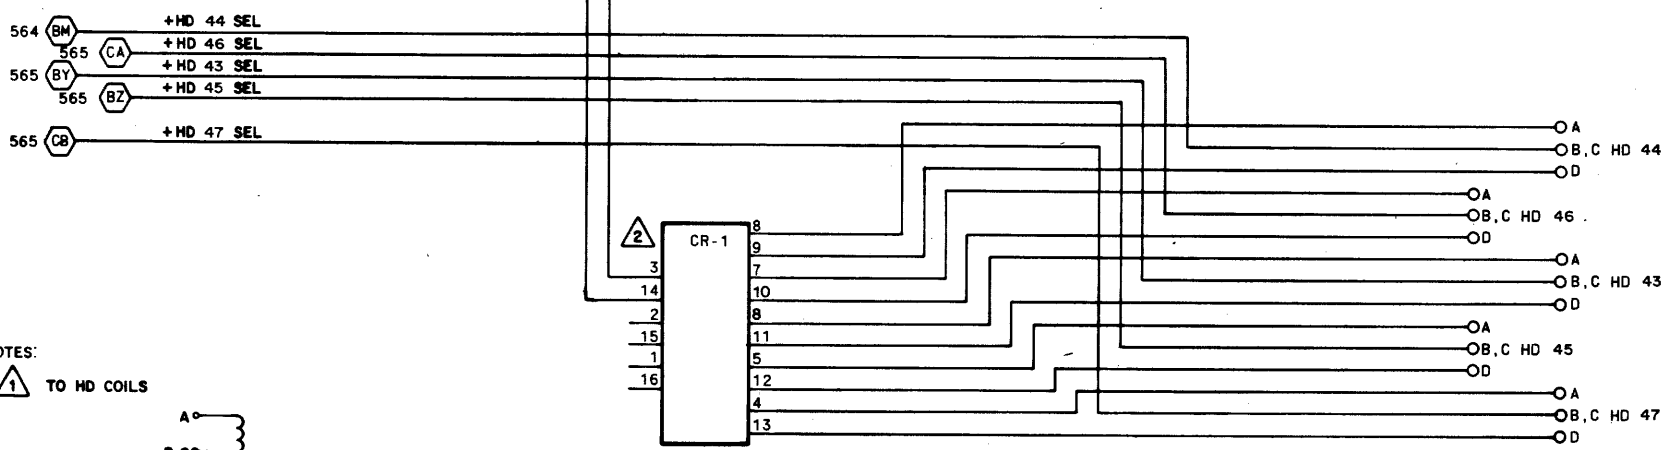 564 BM +HD 44 SEL
565 CA +HD 46 SEL
565 BY +HD 43 SEL
565 BZ +HD 45 SEL
565 CB +HD 47 SEL
A
B,C HD 44
D
A
B,C HD 46
D
A
B,C HD 43
D
A
B,C HD 45
D
A
B,C HD 47
D
2
CR-1
3
14
2
15
1
16
8
9
7
10
8
11
5
12
4
13
OTES:
1 TO HD COILS
A